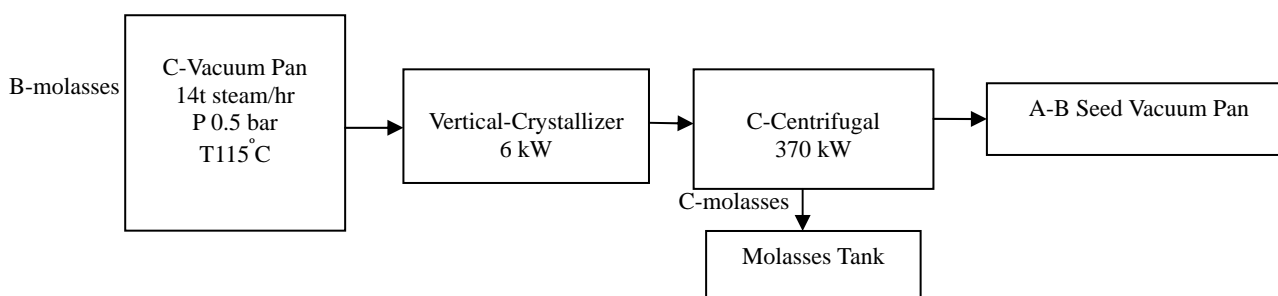 B-molasses
C-Vacuum Pan
14t steam/hr
P 0.5 bar
T115°C
Vertical-Crystallizer
6 kW
C-Centrifugal
370 kW
A-B Seed Vacuum Pan
C-molasses
Molasses Tank